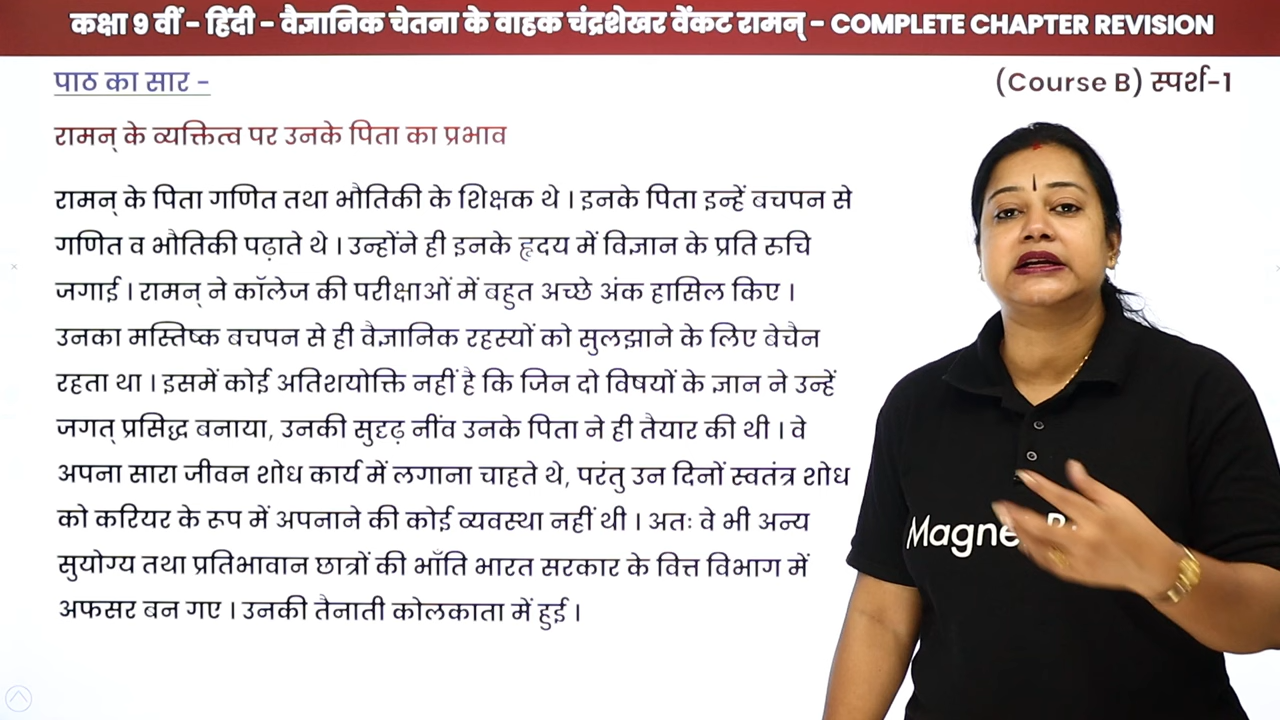 कक्षा 9 वीं - हिंदी - वैज्ञानिक चेतना के वाहक चंद्रशेखर वेंकट रामन् - COMPLETE CHAPTER REVISION
पाठ का सार -
(Course B) स्पर्श-1
रामन् के व्यक्तित्व पर उनके पिता का प्रभाव
रामन् के पिता गणित तथा भौतिकी के शिक्षक थे । इनके पिता इन्हें बचपन से
गणित व भौतिकी पढ़ाते थे । उन्होंने ही इनके हृदय में विज्ञान के प्रति रुचि
जगाई । रामन् ने कॉलेज की परीक्षाओं में बहुत अच्छे अंक हासिल किए ।
उनका मस्तिष्क बचपन से ही वैज्ञानिक रहस्यों को सुलझाने के लिए बेचैन
रहता था । इसमें कोई अतिशयोक्ति नहीं है कि जिन दो विषयों के ज्ञान ने उन्हें
जगत् प्रसिद्ध बनाया, उनकी सुदृढ़ नींव उनके पिता ने ही तैयार की थी । वे
अपना सारा जीवन शोध कार्य में लगाना चाहते थे, परंतु उन दिनों स्वतंत्र शोध
को करियर के रूप में अपनाने की कोई व्यवस्था नहीं थी । अतः वे भी अन्य
सुयोग्य तथा प्रतिभावान छात्रों की भाँति भारत सरकार के वित्त विभाग में
अफसर बन गए । उनकी तैनाती कोलकाता में हुई ।